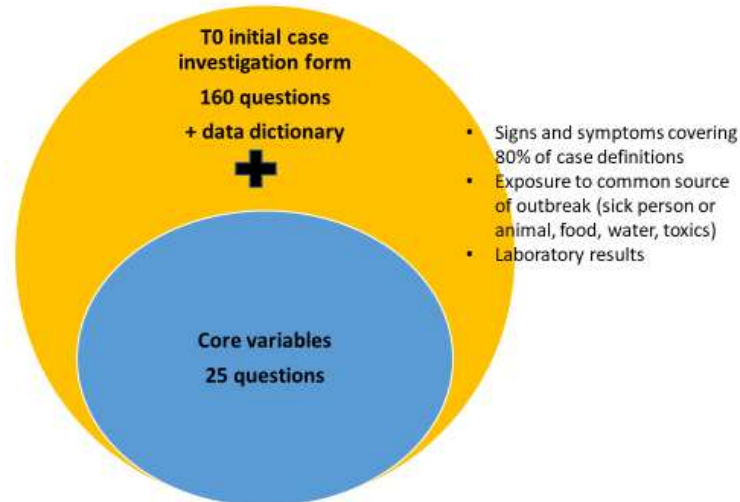 T0 initial case
investigation form
160 questions
+ data dictionary
• Signs and symptoms covering
80% of case definitions
• Exposure to common source
of outbreak (sick person or
animal, food, water, toxics)
• Laboratory results
Core variables
25 questions